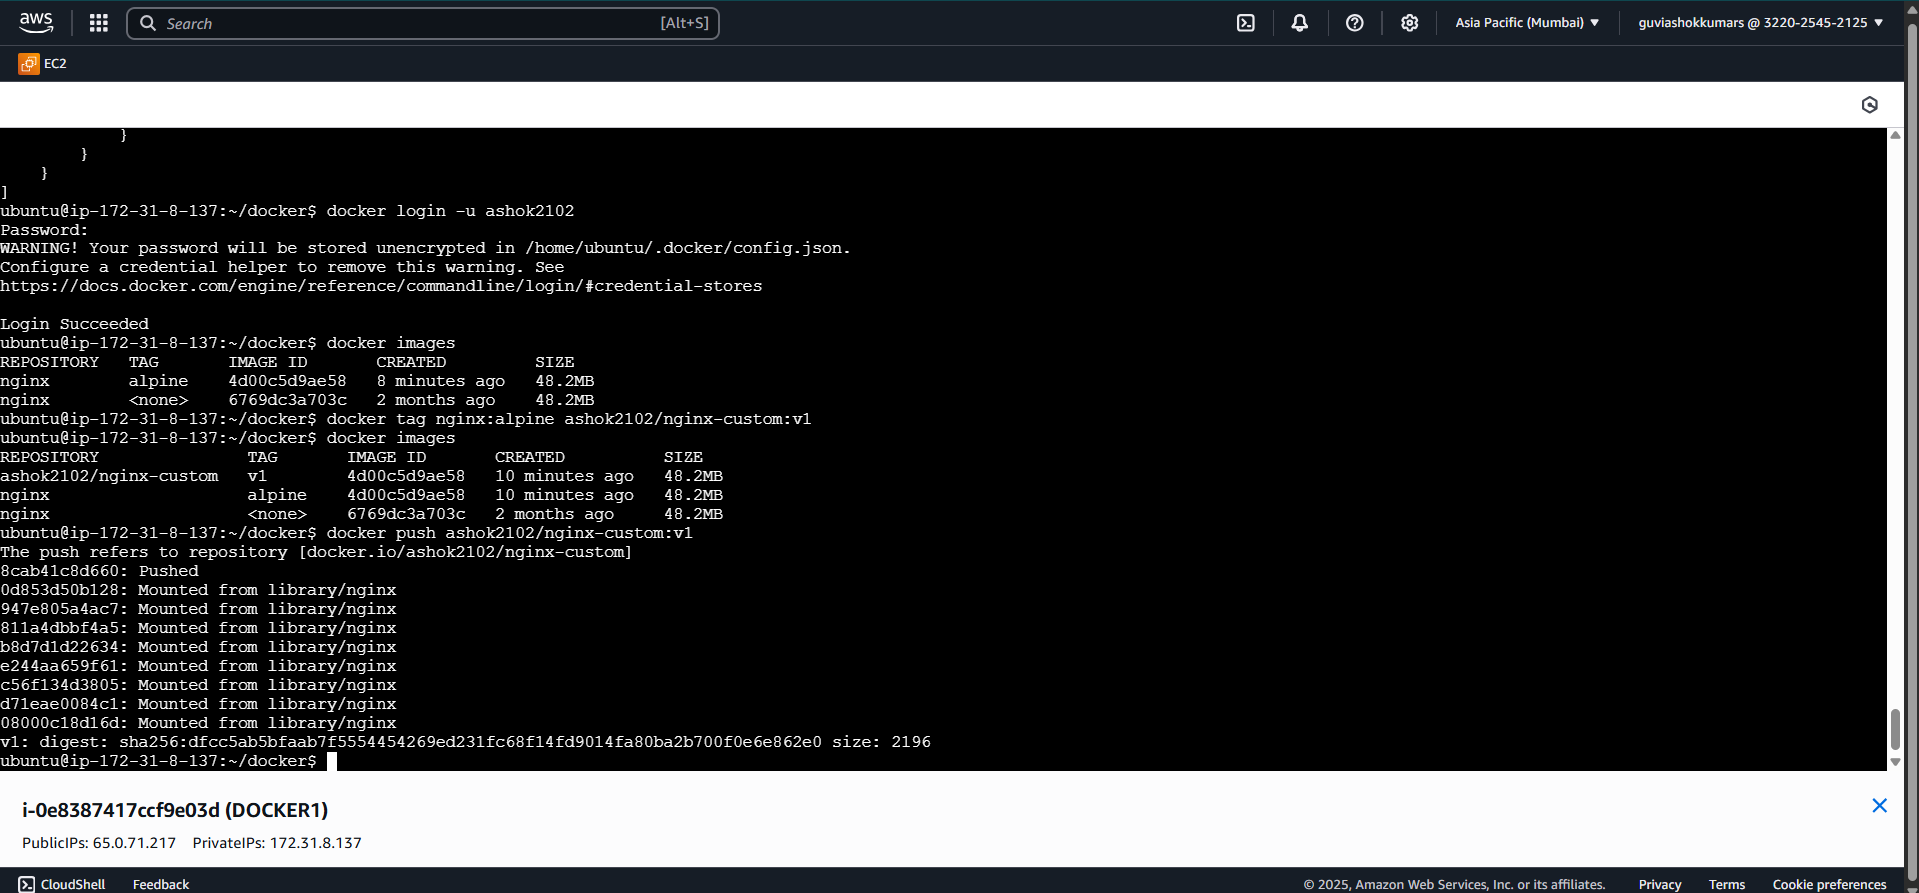 aws
Search [Alt+S]
Asia Pacific (Mumbai) ▼
guviashokkumars @ 3220-2545-2125 ▼
EC2
}
}
}
]
ubuntu@ip-172-31-8-137:~/docker$ docker login -u ashok2102
Password:
WARNING! Your password will be stored unencrypted in /home/ubuntu/.docker/config.json.
Configure a credential helper to remove this warning. See
https://docs.docker.com/engine/reference/commandline/login/#credential-stores
Login Succeeded
ubuntu@ip-172-31-8-137:~/docker$ docker images
REPOSITORY TAG IMAGE ID CREATED SIZE
nginx alpine 4d00c5d9ae58 8 minutes ago 48.2MB
nginx <none> 6769dc3a703c 2 months ago 48.2MB
ubuntu@ip-172-31-8-137:~/docker$ docker tag nginx:alpine ashok2102/nginx-custom:v1
ubuntu@ip-172-31-8-137:~/docker$ docker images
REPOSITORY TAG IMAGE ID CREATED SIZE
ashok2102/nginx-custom v1 4d00c5d9ae58 10 minutes ago 48.2MB
nginx alpine 4d00c5d9ae58 10 minutes ago 48.2MB
nginx <none> 6769dc3a703c 2 months ago 48.2MB
ubuntu@ip-172-31-8-137:~/docker$ docker push ashok2102/nginx-custom:v1
The push refers to repository [docker.io/ashok2102/nginx-custom]
8cab41c8d660: Pushed
0d853d50b128: Mounted from library/nginx
947e805a4ac7: Mounted from library/nginx
811a4dbbf4a5: Mounted from library/nginx
b8d7d1d22634: Mounted from library/nginx
e244aa659f61: Mounted from library/nginx
c56f134d3805: Mounted from library/nginx
d71eae0084c1: Mounted from library/nginx
08000c18d16d: Mounted from library/nginx
v1: digest: sha256:dfcc5ab5bfaab7f5554454269ed231fc68f14fd9014fa80ba2b700f0e6e862e0 size: 2196
ubuntu@ip-172-31-8-137:~/docker$
i-0e8387417ccf9e03d (DOCKER1)
PublicIPs: 65.0.71.217 PrivateIPs: 172.31.8.137
CloudShell Feedback © 2025, Amazon Web Services, Inc. or its affiliates. Privacy Terms Cookie preferences